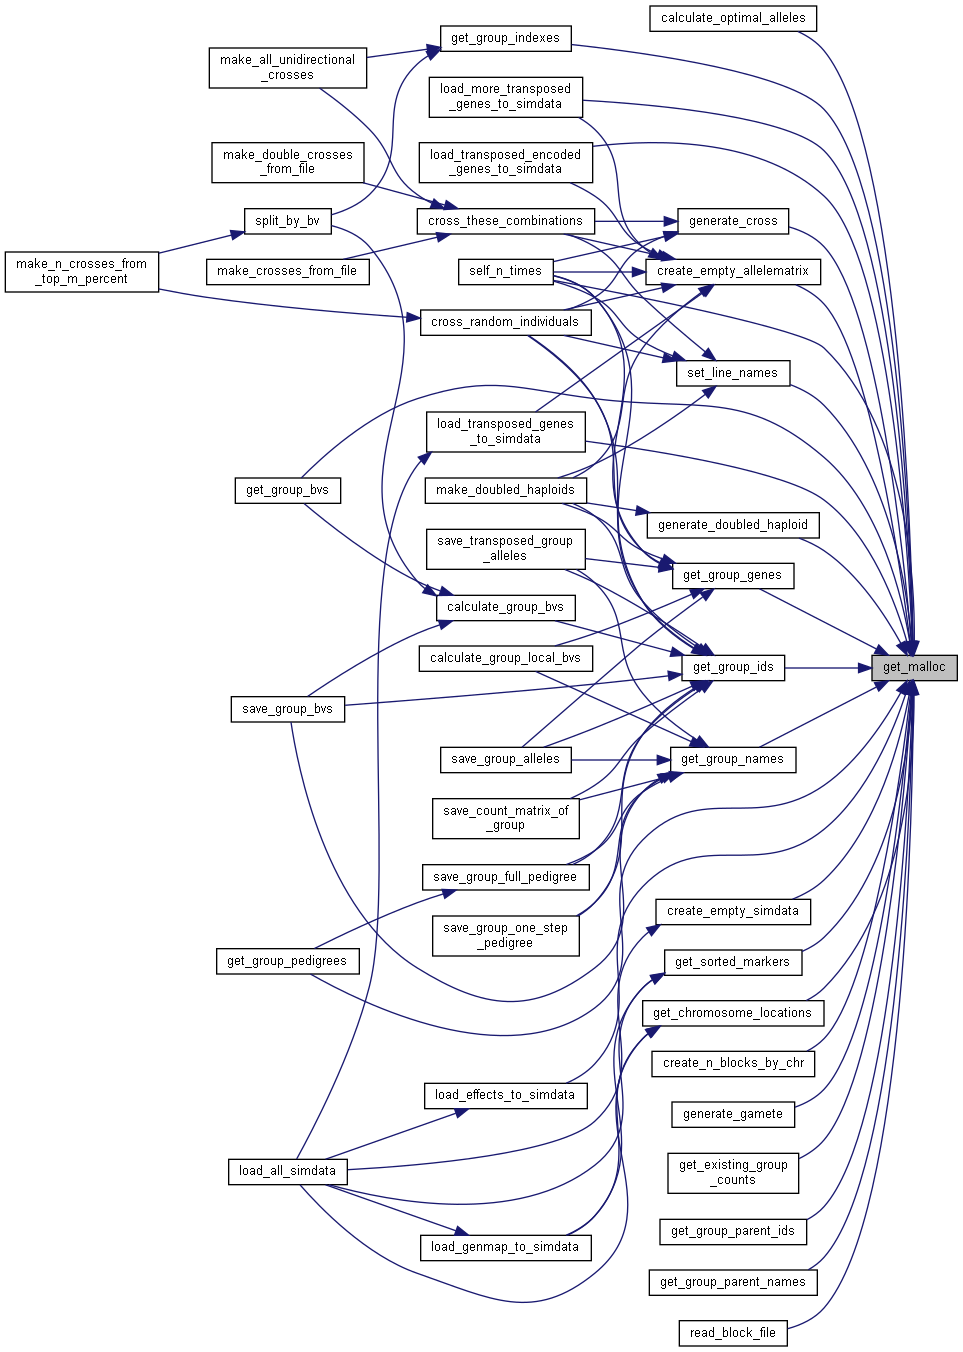 calculate_optimal_alleles
get_group_indexes
make_all_unidirectional
_crosses
load_more_transposed
_genes_to_simdata
make_double_crosses
_from_file
load_transposed_encoded
_genes_to_simdata
split_by_bv
cross_these_combinations
generate_cross
make_n_crosses_from
_top_m_percent
make_crosses_from_file
self_n_times
create_empty_allelematrix
cross_random_individuals
set_line_names
load_transposed_genes
_to_simdata
get_group_bvs
make_doubled_haploids
generate_doubled_haploid
save_transposed_group
_alleles
get_group_genes
calculate_group_bvs
calculate_group_local_bvs
get_group_ids
get_malloc
save_group_bvs
save_group_alleles
get_group_names
save_count_matrix_of
_group
save_group_full_pedigree
create_empty_simdata
save_group_one_step
_pedigree
get_group_pedigrees
get_sorted_markers
get_chromosome_locations
create_n_blocks_by_chr
load_effects_to_simdata
generate_gamete
load_all_simdata
get_existing_group
_counts
get_group_parent_ids
load_genmap_to_simdata
get_group_parent_names
read_block_file